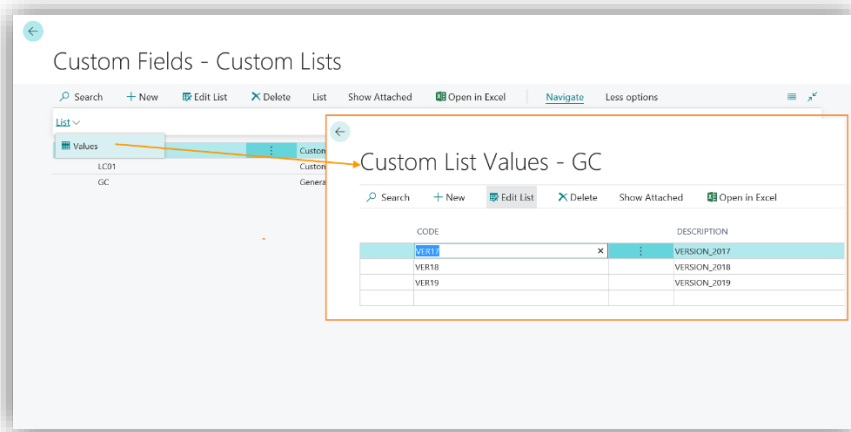 Custom Fields - Custom Lists
Search + New Edit List Delete List Show Attached Open in Excel Navigate Less options
List
Values
Custom
LC01 Custom
GC Genera
Custom List Values - GC
Search + New Edit List Delete Show Attached Open in Excel
CODE DESCRIPTION
VER17 VERSION_2017
VER18 VERSION_2018
VER19 VERSION_2019